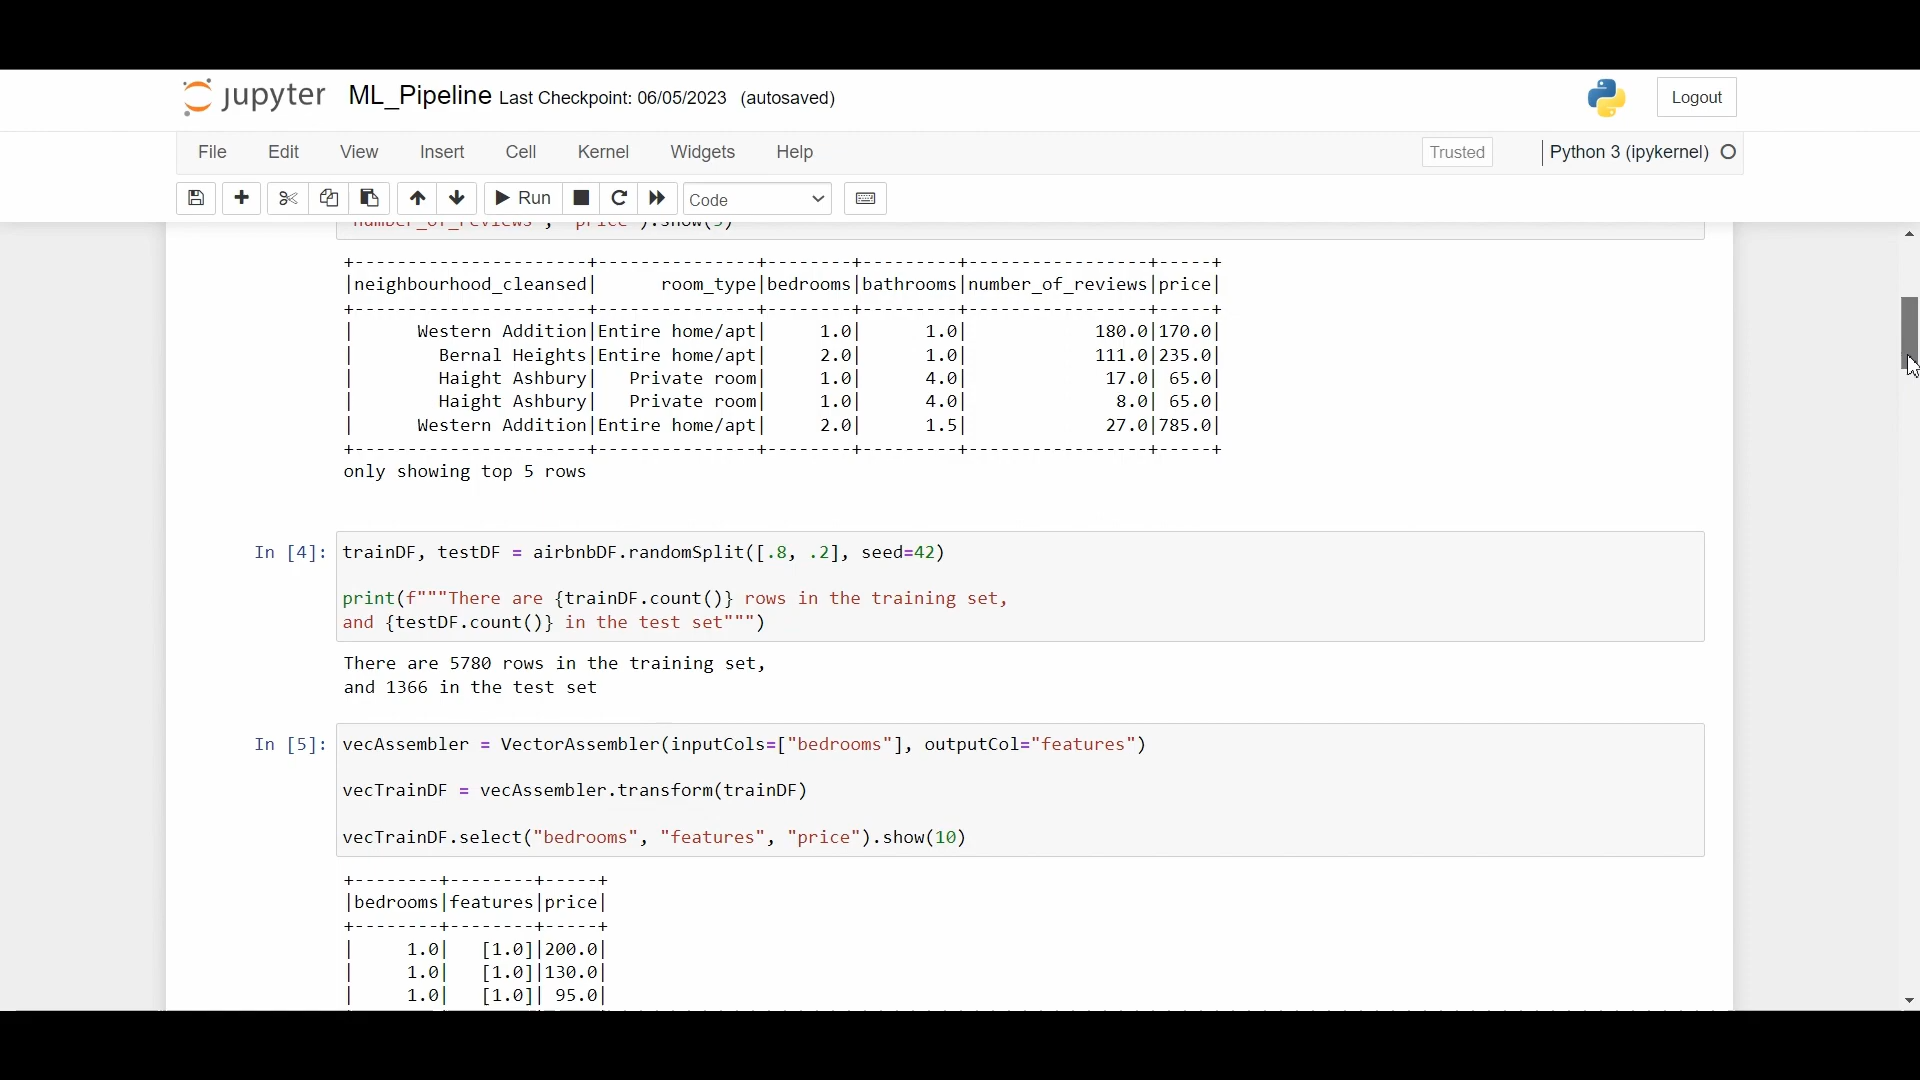 jupyter ML_Pipeline Last Checkpoint: 06/05/2023 (autosaved) Logout
File Edit View Insert Cell Kernel Widgets Help Trusted Python 3 (ipykernel)
Run Code
number_of_reviews", "price").show(5)
+----------------------+---------------+--------+---------+-----------------+-----+
|neighbourhood_cleansed|      room_type|bedrooms|bathrooms|number_of_reviews|price|
+----------------------+---------------+--------+---------+-----------------+-----+
|      Western Addition|Entire home/apt|     1.0|      1.0|            180.0|170.0|
|        Bernal Heights|Entire home/apt|     2.0|      1.0|            111.0|235.0|
|        Haight Ashbury|   Private room|     1.0|      4.0|             17.0| 65.0|
|        Haight Ashbury|   Private room|     1.0|      4.0|              8.0| 65.0|
|      Western Addition|Entire home/apt|     2.0|      1.5|             27.0|785.0|
+----------------------+---------------+--------+---------+-----------------+-----+
only showing top 5 rows
In [4]: trainDF, testDF = airbnbDF.randomSplit([.8, .2], seed=42)
print(f"""There are {trainDF.count()} rows in the training set,
and {testDF.count()} in the test set""")
There are 5780 rows in the training set,
and 1366 in the test set
In [5]: vecAssembler = VectorAssembler(inputCols=["bedrooms"], outputCol="features")
vecTrainDF = vecAssembler.transform(trainDF)
vecTrainDF.select("bedrooms", "features", "price").show(10)
+--------+--------+-----+
|bedrooms|features|price|
+--------+--------+-----+
|     1.0|   [1.0]|200.0|
|     1.0|   [1.0]|130.0|
|     1.0|   [1.0]| 95.0|